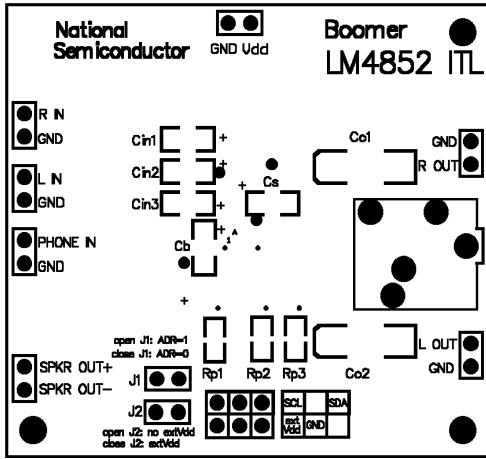 National
Semiconductor
GND Vdd
Boomer
LM4852 ITL
R IN
GND
L IN
GND
PHONE IN
GND
Cin1
Cin2
Cin3
Cs
Cb
1 A
Co1
GND
R OUT
SPKR OUT+
SPKR OUT-
open J1: ADR=1
close J1: ADR=0
J1
J2
open J2: no extVdd
close J2: extVdd
Rp1
Rp2
Rp3
Co2
L OUT
GND
SCL
SDA
ext
Vdd
GND